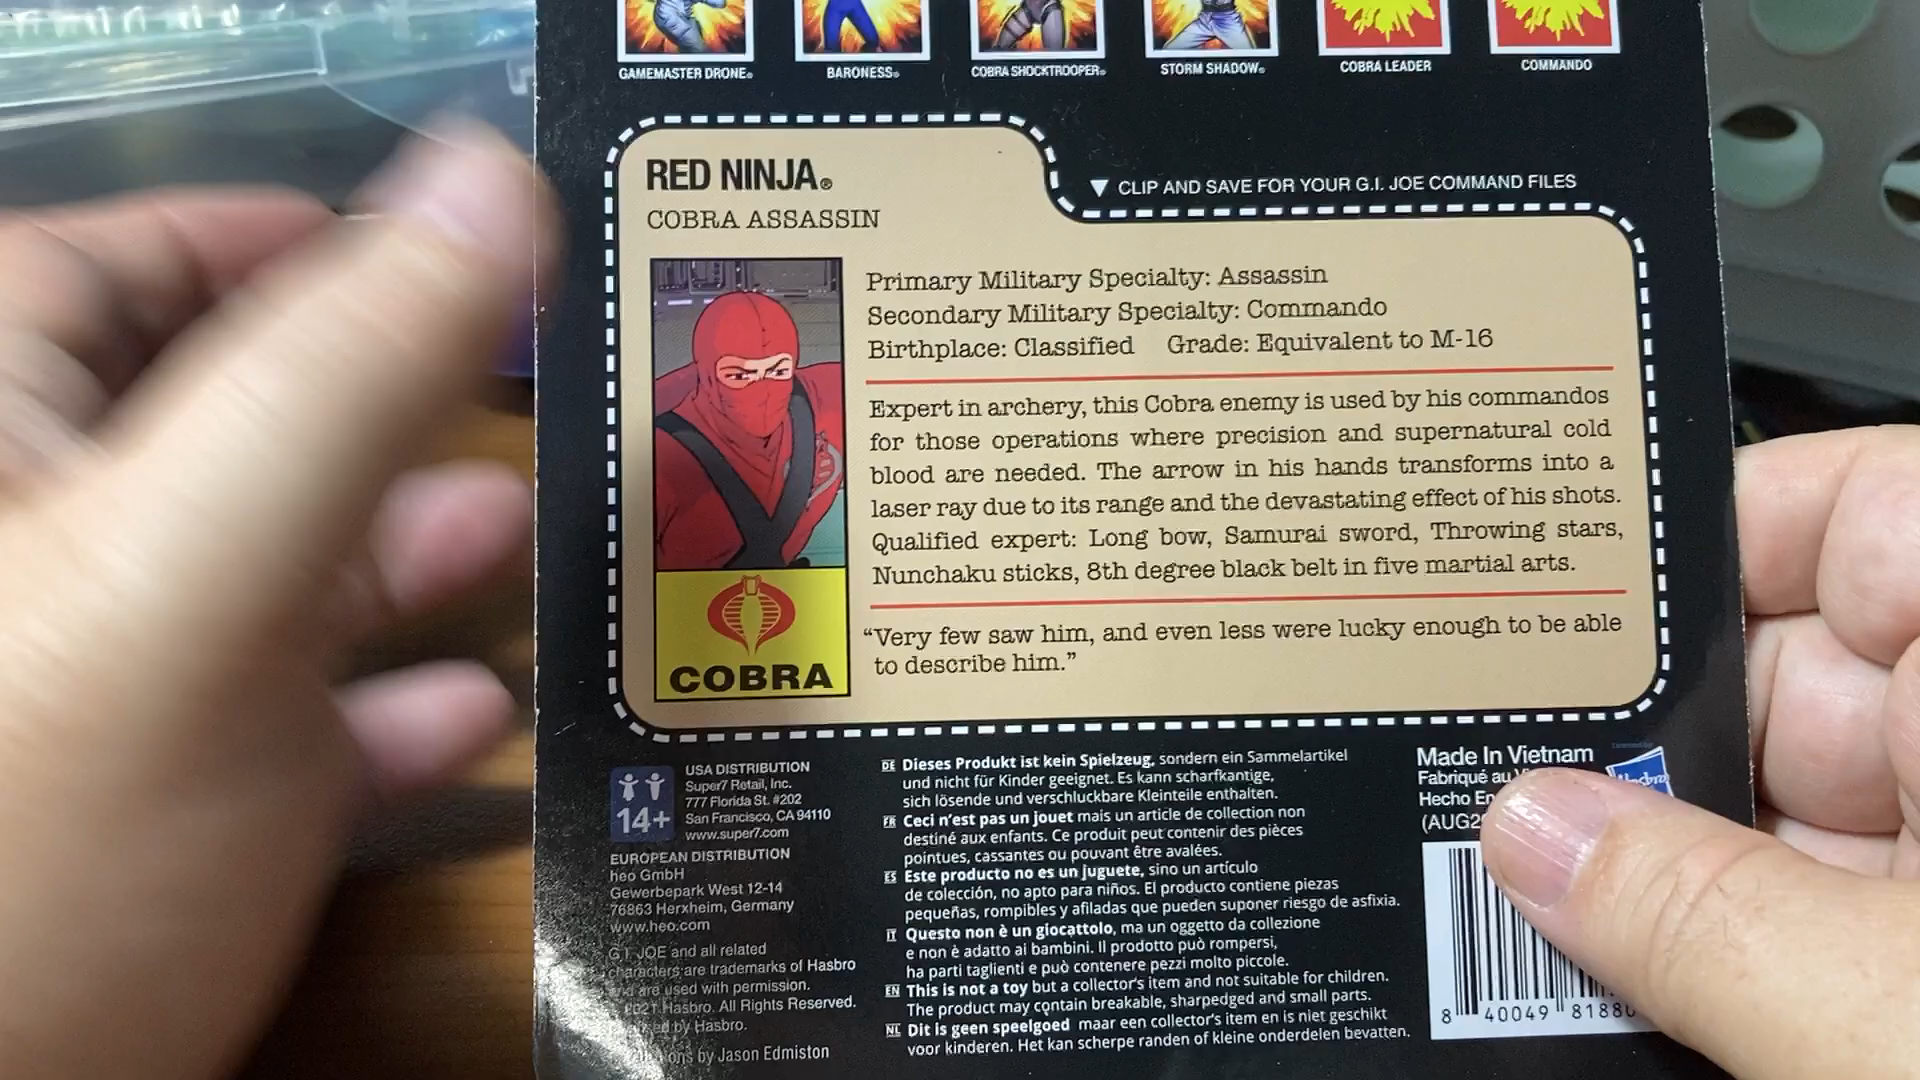 GAMEMASTER DRONE®
BARONESS®
COBRA SHOCKTROOPER®
STORM SHADOW®
COBRA LEADER
COMMANDO
RED NINJA®
COBRA ASSASSIN
▼ CLIP AND SAVE FOR YOUR G.I. JOE COMMAND FILES
Primary Military Specialty: Assassin
Secondary Military Specialty: Commando
Birthplace: Classified Grade: Equivalent to M-16
Expert in archery, this Cobra enemy is used by his commandos
for those operations where precision and supernatural cold
blood are needed. The arrow in his hands transforms into a
laser ray due to its range and the devastating effect of his shots.
Qualified expert: Long bow, Samurai sword, Throwing stars,
Nunchaku sticks, 8th degree black belt in five martial arts.
“Very few saw him, and even less were lucky enough to be able
to describe him.”
COBRA
14+
USA DISTRIBUTION
Super7 Retail, Inc.
777 Florida St. #202
San Francisco, CA 94110
www.super7.com
EUROPEAN DISTRIBUTION
heo GmbH
Gewerbepark West 12-14
76863 Herxheim, Germany
www.heo.com
G.I. JOE and all related
characters are trademarks of Hasbro
and are used with permission.
2021 Hasbro. All Rights Reserved.
by Hasbro.
by Jason Edmiston
DE Dieses Produkt ist kein Spielzeug, sondern ein Sammelartikel
und nicht für Kinder geeignet. Es kann scharfkantige,
sich lösende und verschluckbare Kleinteile enthalten.
FR Ceci n'est pas un jouet mais un article de collection non
destiné aux enfants. Ce produit peut contenir des pièces
pointues, cassantes ou pouvant être avalées.
ES Este producto no es un juguete, sino un artículo
de colección, no apto para niños. El producto contiene piezas
pequeñas, rompibles y afiladas que pueden suponer riesgo de asfixia.
IT Questo non è un giocattolo, ma un oggetto da collezione
e non è adatto ai bambini. Il prodotto può rompersi,
ha parti taglienti e può contenere pezzi molto piccole.
EN This is not a toy but a collector's item and not suitable for children.
The product may contain breakable, sharpedged and small parts.
NL Dit is geen speelgoed maar een collector's item en is niet geschikt
voor kinderen. Het kan scherpe randen of kleine onderdelen bevatten.
Made In Vietnam
Fabriqué au
Hecho En
Hasbro
8 40049 8188